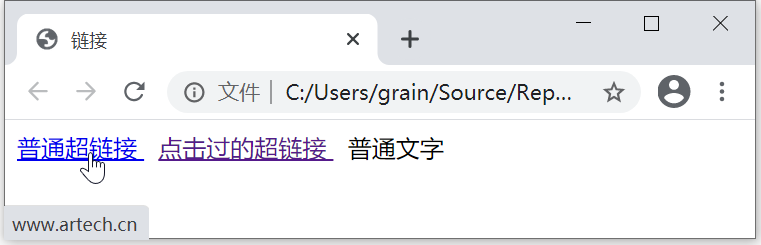 链接
文件 C:/Users/grain/Source/Rep...
普通超链接 点击过的超链接 普通文字
www.artech.cn